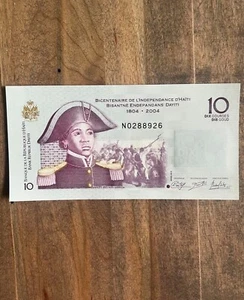 BICENTENAIRE DE L'INDEPENDANCE D'HAITI
BISANTNÈ ENDEPANDANS DAYITI
1804 - 2004
10
DIX GOURDES
DIS GOUD
N0288926
BANQUE DE LA REPUBLIQUE D'HAITI
10